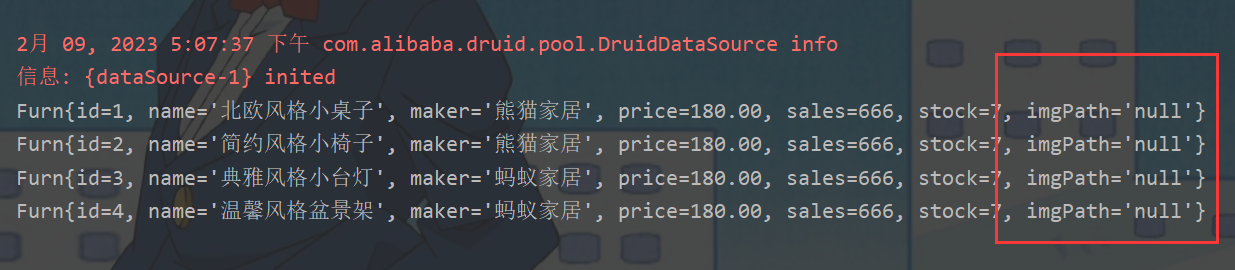 2月 09, 2023 5:07:37 下午 com.alibaba.druid.pool.DruidDataSource info
信息: {dataSource-1} inited
Furn{id=1, name='北欧风格小桌子', maker='熊猫家居', price=180.00, sales=666, stock=7, imgPath='null'}
Furn{id=2, name='简约风格小椅子', maker='熊猫家居', price=180.00, sales=666, stock=7, imgPath='null'}
Furn{id=3, name='典雅风格小台灯', maker='蚂蚁家居', price=180.00, sales=666, stock=7, imgPath='null'}
Furn{id=4, name='温馨风格盆景架', maker='蚂蚁家居', price=180.00, sales=666, stock=7, imgPath='null'}